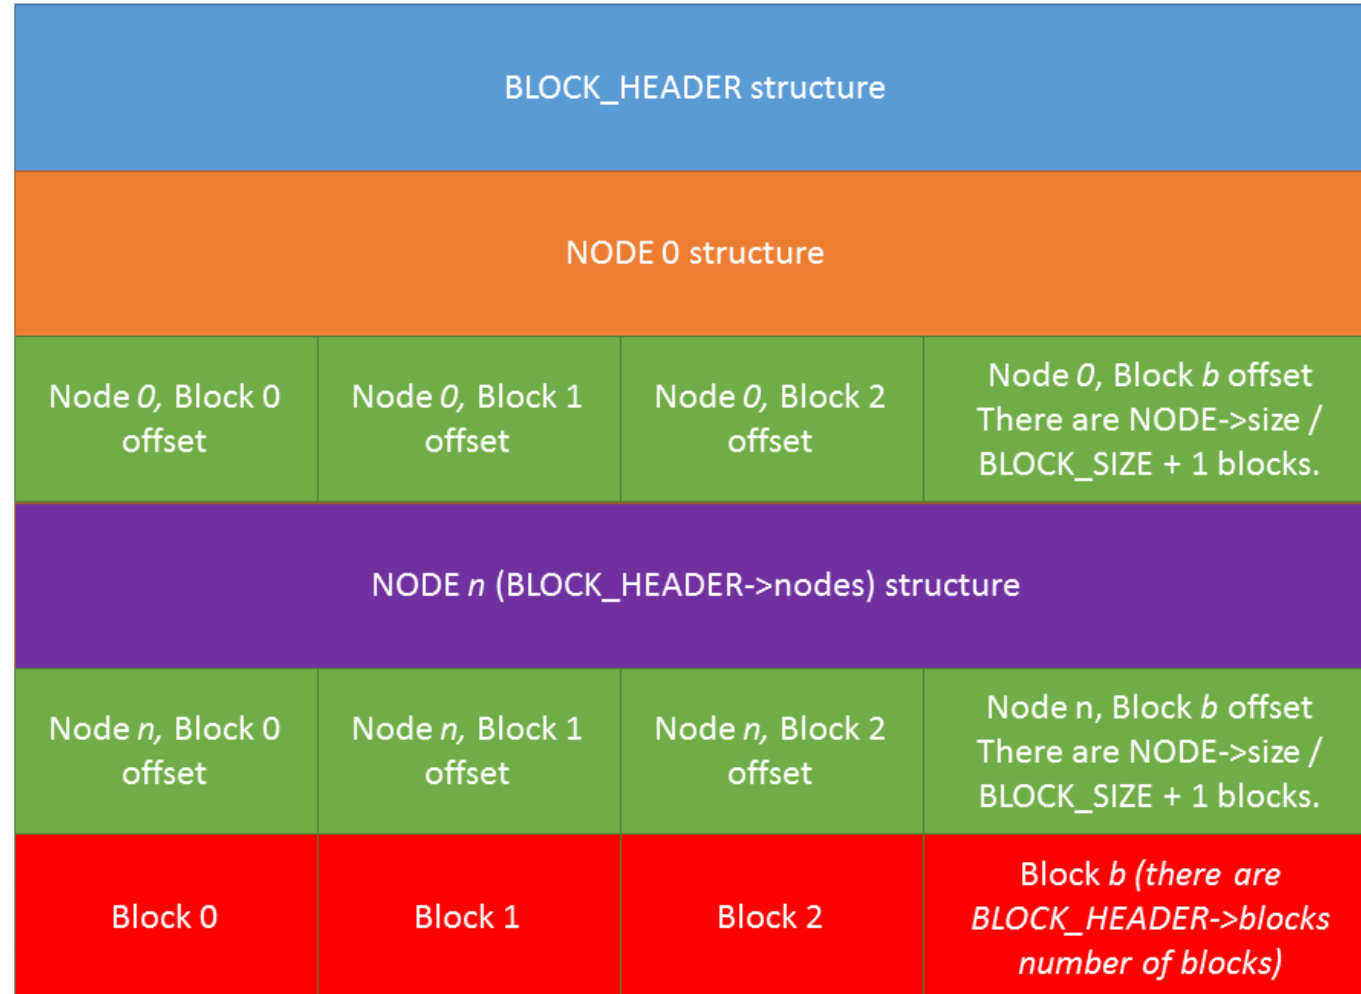 BLOCK_HEADER structure
NODE 0 structure
Node 0, Block 0
offset
Node 0, Block 1
offset
Node 0, Block 2
offset
Node 0, Block b offset
There are NODE->size /
BLOCK_SIZE + 1 blocks.
NODE n (BLOCK_HEADER->nodes) structure
Node n, Block 0
offset
Node n, Block 1
offset
Node n, Block 2
offset
Node n, Block b offset
There are NODE->size /
BLOCK_SIZE + 1 blocks.
Block 0
Block 1
Block 2
Block b (there are
BLOCK_HEADER->blocks
number of blocks)